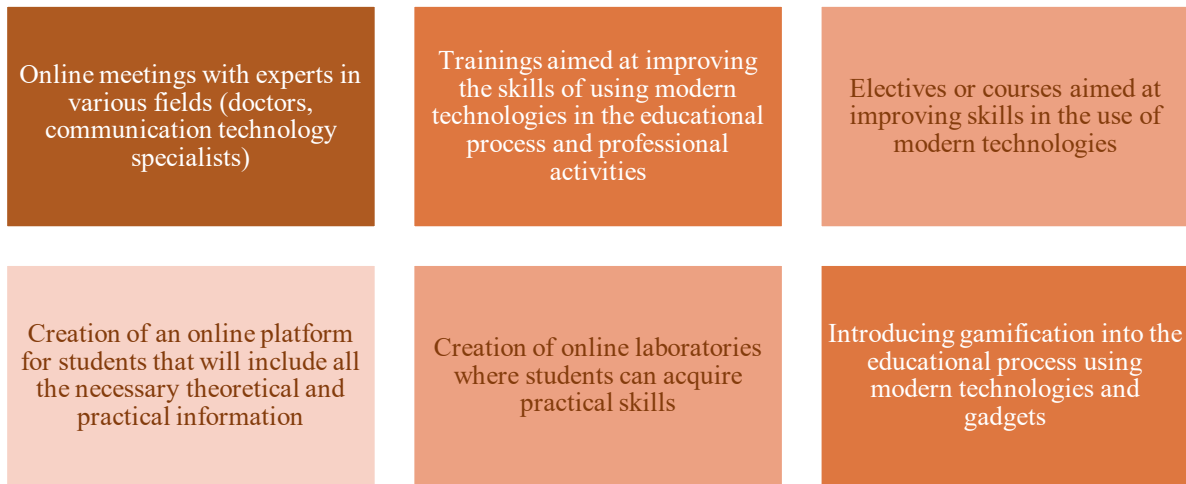 Online meetings with experts in
various fields (doctors,
communication technology
specialists)
Trainings aimed at improving
the skills of using modern
technologies in the educational
process and professional
activities
Electives or courses aimed at
improving skills in the use of
modern technologies
Creation of an online platform
for students that will include all
the necessary theoretical and
practical information
Creation of online laboratories
where students can acquire
practical skills
Introducing gamification into the
educational process using
modern technologies and
gadgets